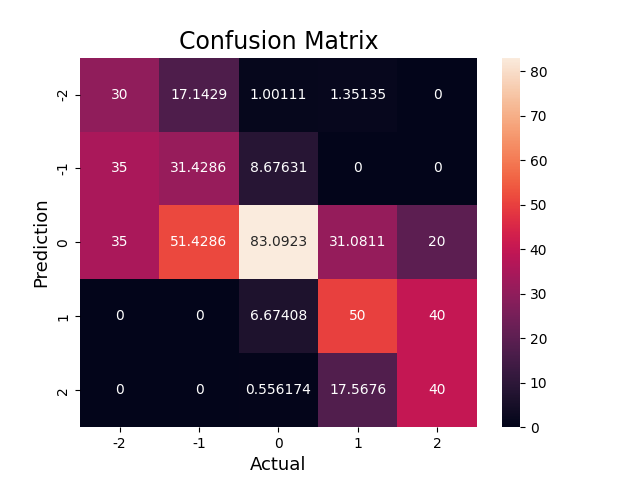 Confusion Matrix
Prediction
-2 30 17.1429 1.00111 1.35135 0
-1 35 31.4286 8.67631 0 0
0 35 51.4286 83.0923 31.0811 20
1 0 0 6.67408 50 40
2 0 0 0.556174 17.5676 40
-2 -1 0 1 2
Actual
80
70
60
50
40
30
20
10
0